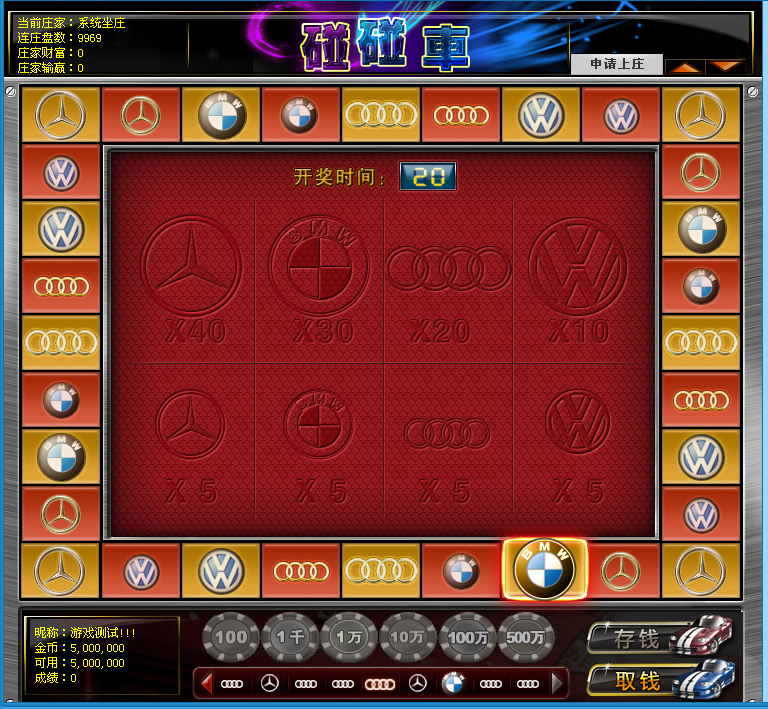 当前庄家：系统坐庄
连庄盘数：9969
庄家财富：0
庄家输赢：0
碰碰車
申请上庄
开奖时间：20
BMW
X40 X30 X20 X10
BMW
X 5 X 5 X 5 X 5
BMW
昵称：游戏测试!!!
金币：5,000,000
可用：5,000,000
成绩：0
100 1千 1万 10万 100万 500万
存钱
取钱